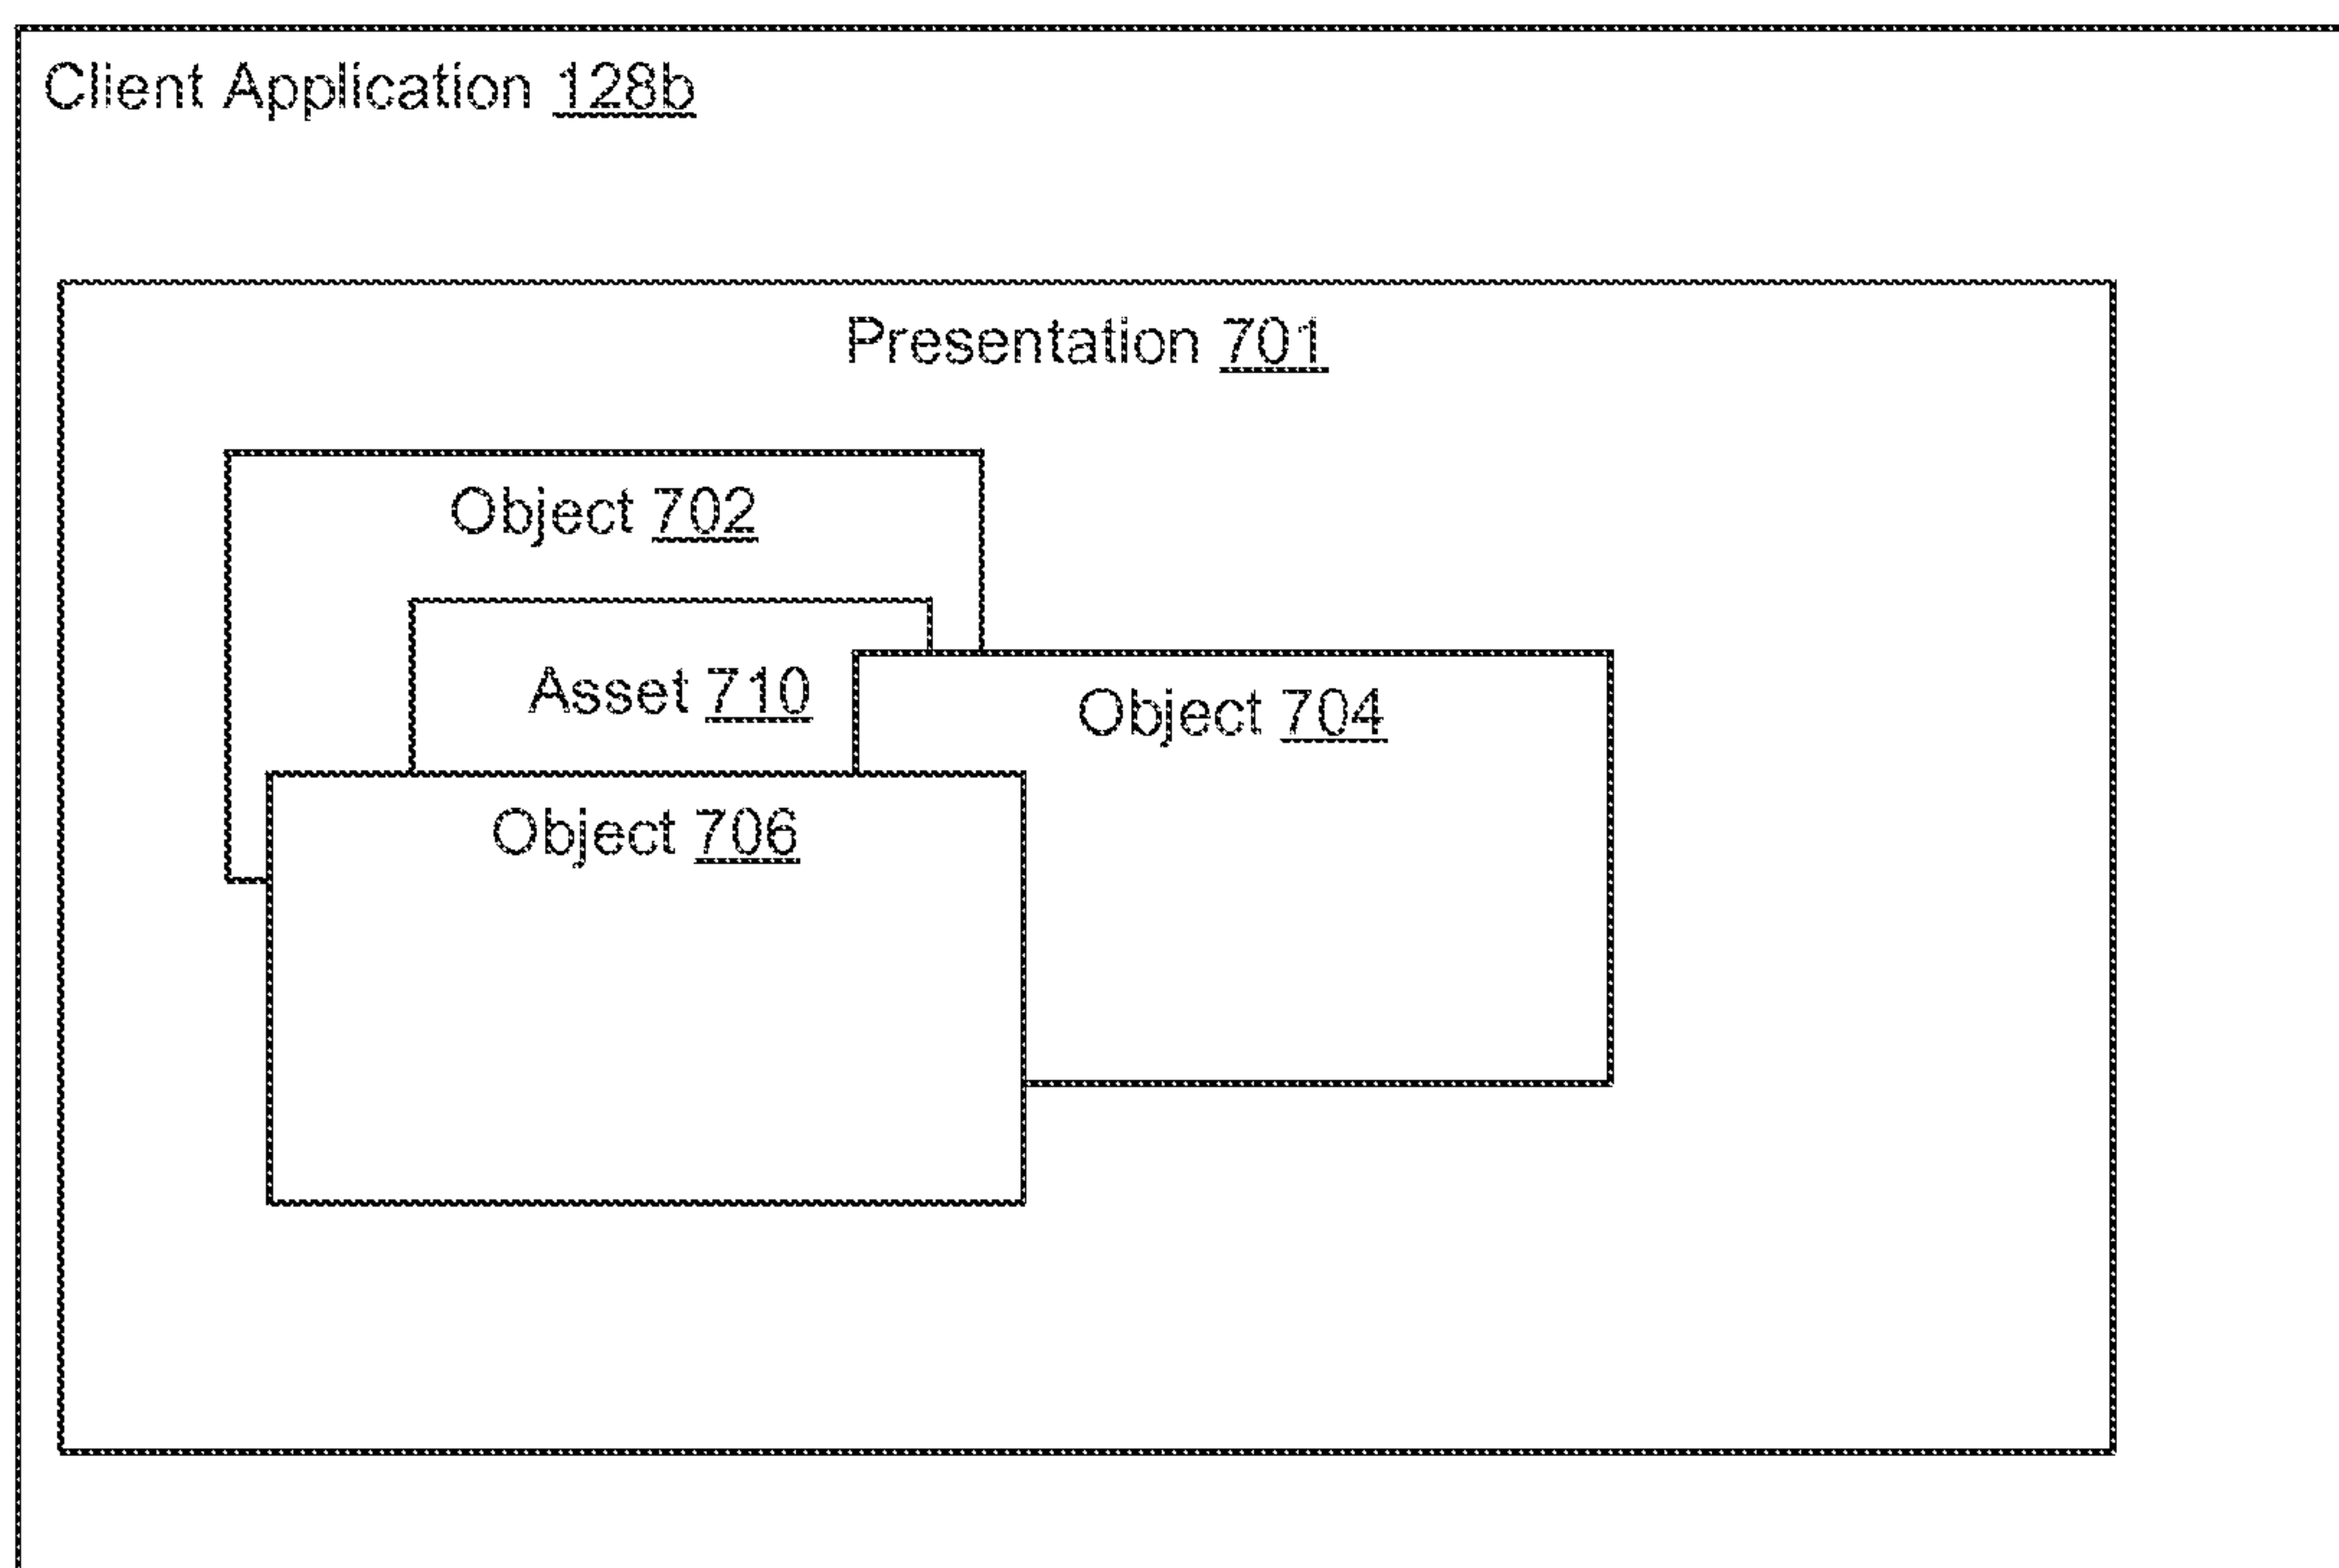 Client Application 128b
Presentation 701
Object 702
Asset 710
Object 704
Object 706